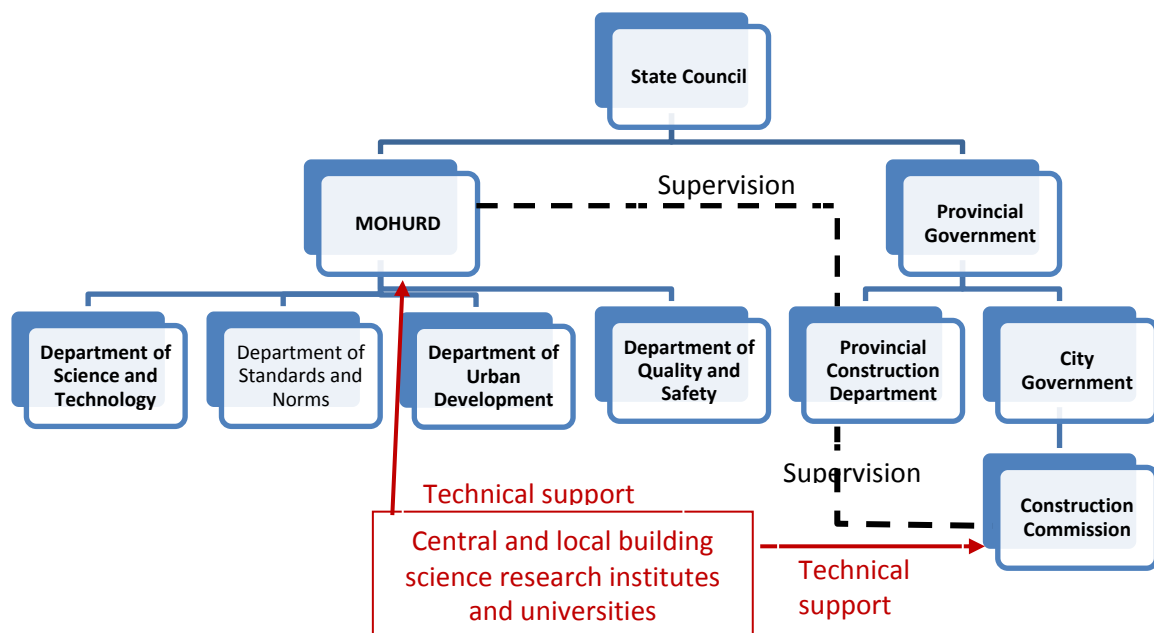 State Council
MOHURD
Supervision
Provincial
Government
Department of
Science and
Technology
Department of
Standards and
Norms
Department of
Urban
Development
Department of
Quality and
Safety
Provincial
Construction
Department
City
Government
Supervision
Construction
Commission
Technical support
Central and local building
science research institutes
and universities
Technical
support